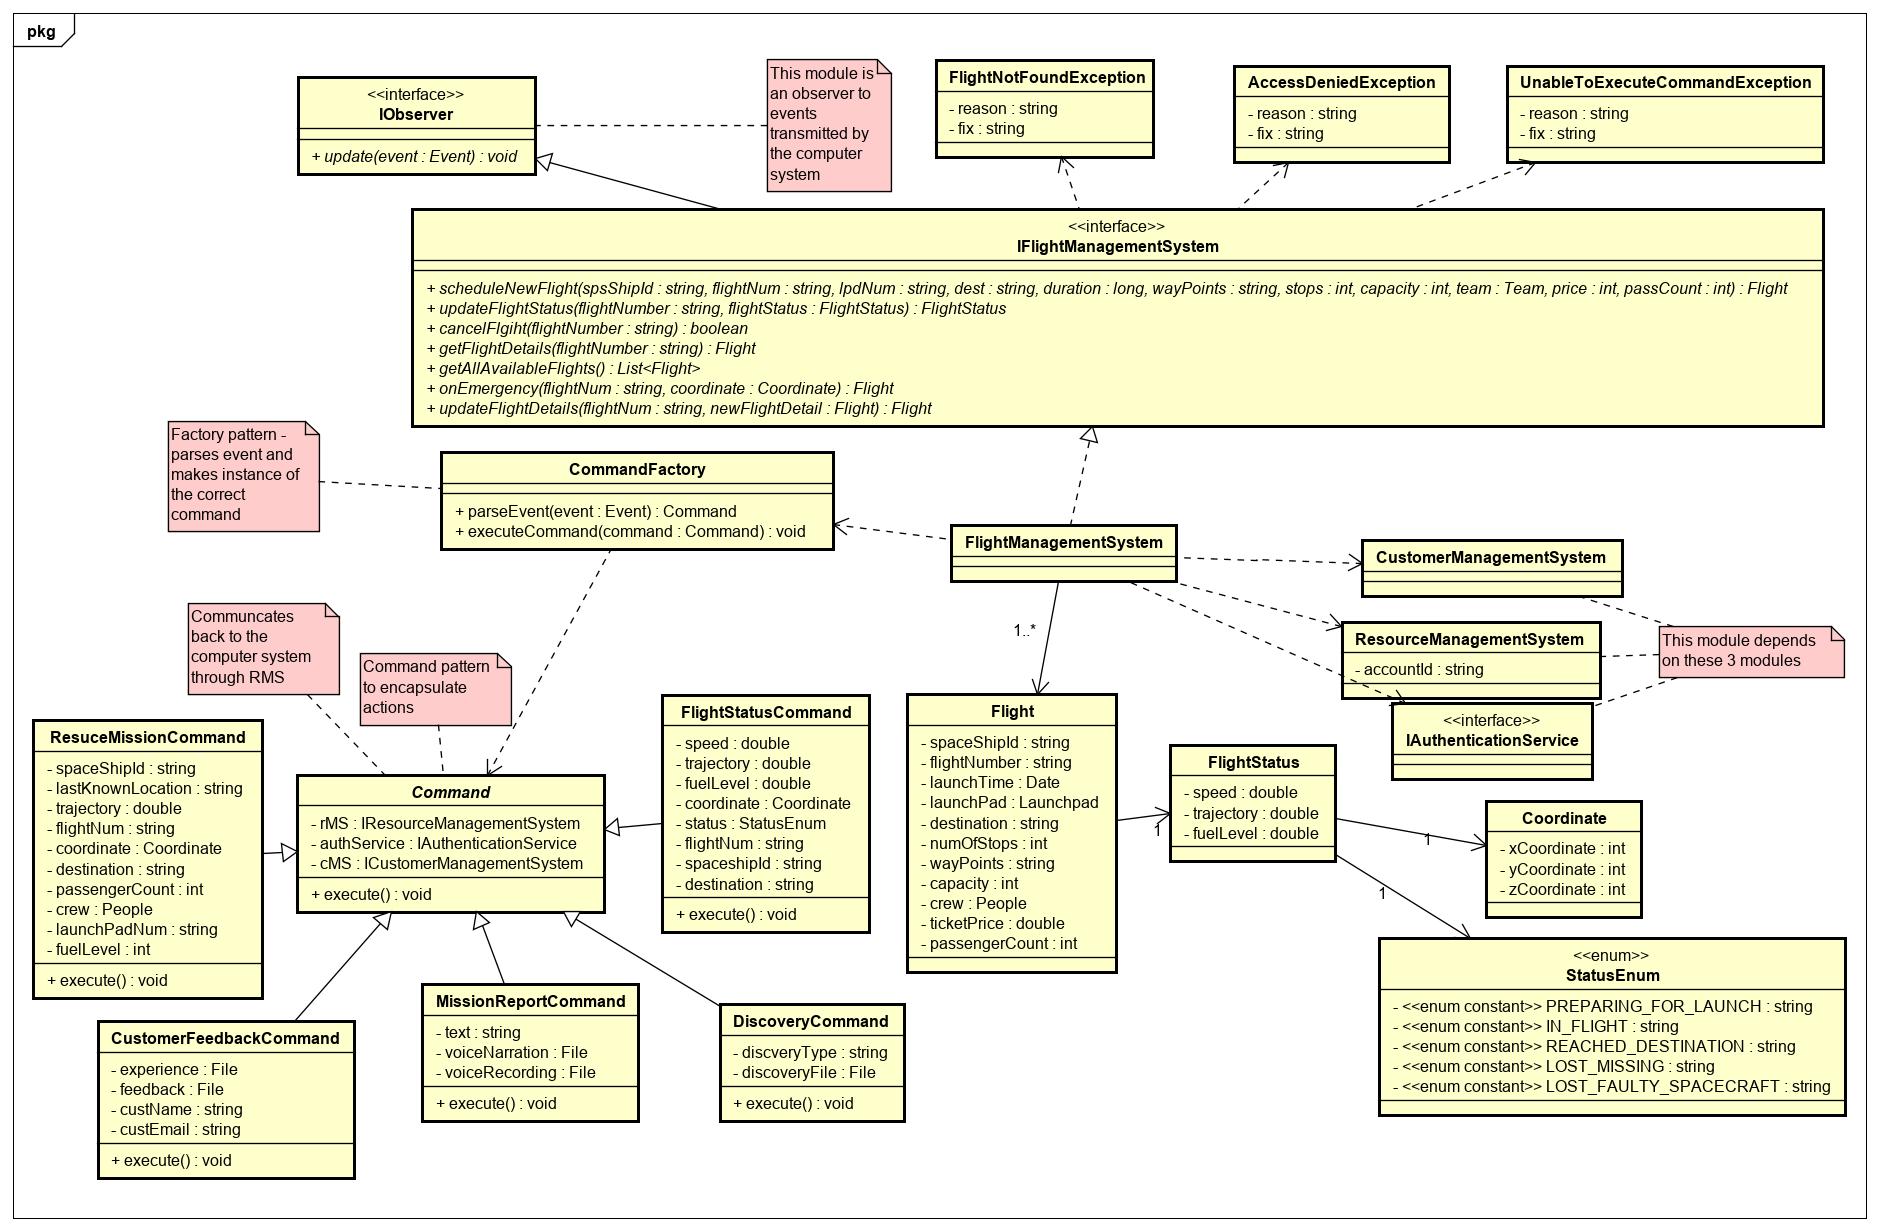 pkg
<<interface>>
IObserver
+ update(event : Event) : void
This module is
an observer to
events
transmitted by
the computer
system
FlightNotFoundException
- reason : string
- fix : string
AccessDeniedException
- reason : string
- fix : string
UnableToExecuteCommandException
- reason : string
- fix : string
<<interface>>
IFlightManagementSystem
+ scheduleNewFlight(spsShipId : string, flightNum : string, lpdNum : string, dest : string, duration : long, wayPoints : string, stops : int, capacity : int, team : Team, price : int, passCount : int) : Flight
+ updateFlightStatus(flightNumber : string, flightStatus : FlightStatus) : FlightStatus
+ cancelFlgiht(flightNumber : string) : boolean
+ getFlightDetails(flightNumber : string) : Flight
+ getAllAvailableFlights() : List<Flight>
+ onEmergency(flightNum : string, coordinate : Coordinate) : Flight
+ updateFlightDetails(flightNum : string, newFlightDetail : Flight) : Flight
Factory pattern -
parses event and
makes instance of
the correct
command
CommandFactory
+ parseEvent(event : Event) : Command
+ executeCommand(command : Command) : void
FlightManagementSystem
CustomerManagementSystem
ResourceManagementSystem
- accountId : string
This module depends
on these 3 modules
<<interface>>
IAuthenticationService
Communcates
back to the
computer system
through RMS
Command pattern
to encapsulate
actions
1..*
ResuceMissionCommand
- spaceShipId : string
- lastKnownLocation : string
- trajectory : double
- flightNum : string
- coordinate : Coordinate
- destination : string
- passengerCount : int
- crew : People
- launchPadNum : string
- fuelLevel : int
+ execute() : void
Command
- rMS : IResourceManagementSystem
- authService : IAuthenticationService
- cMS : ICustomerManagementSystem
+ execute() : void
FlightStatusCommand
- speed : double
- trajectory : double
- fuelLevel : double
- coordinate : Coordinate
- status : StatusEnum
- flightNum : string
- spaceshipId : string
- destination : string
+ execute() : void
Flight
- spaceShipId : string
- flightNumber : string
- launchTime : Date
- launchPad : Launchpad
- destination : string
- numOfStops : int
- wayPoints : string
- capacity : int
- crew : People
- ticketPrice : double
- passengerCount : int
1
FlightStatus
- speed : double
- trajectory : double
- fuelLevel : double
1
1
Coordinate
- xCoordinate : int
- yCoordinate : int
- zCoordinate : int
<<enum>>
StatusEnum
- <<enum constant>> PREPARING_FOR_LAUNCH : string
- <<enum constant>> IN_FLIGHT : string
- <<enum constant>> REACHED_DESTINATION : string
- <<enum constant>> LOST_MISSING : string
- <<enum constant>> LOST_FAULTY_SPACECRAFT : string
CustomerFeedbackCommand
- experience : File
- feedback : File
- custName : string
- custEmail : string
+ execute() : void
MissionReportCommand
- text : string
- voiceNarration : File
- voiceRecording : File
+ execute() : void
DiscoveryCommand
- discveryType : string
- discoveryFile : File
+ execute() : void